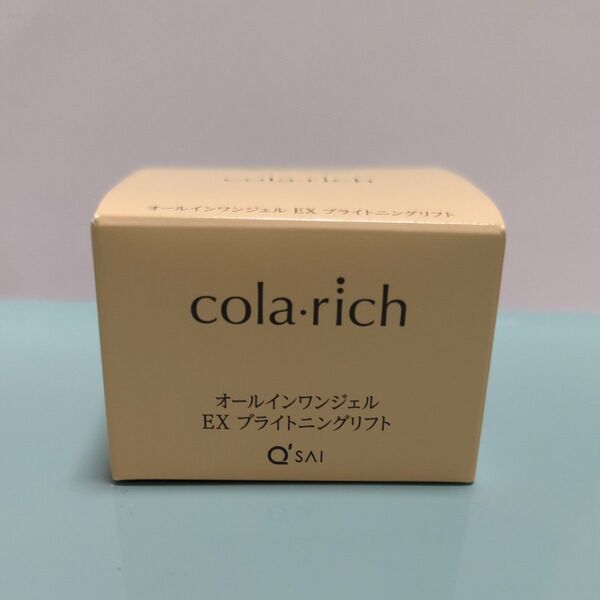 cola·rich
オールインワンジェル EX ブライトニングリフト
cola·rich
オールインワンジェル
EX ブライトニングリフト
Q'SAI